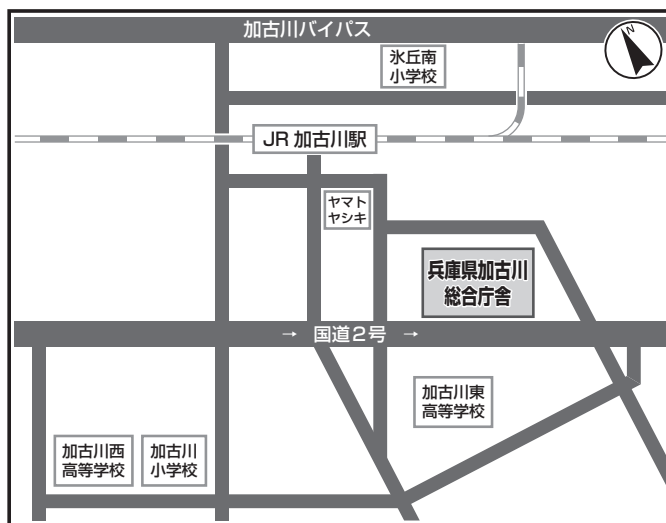 加古川バイパス
N
氷丘南
小学校
JR 加古川駅
ヤマト
ヤシキ
兵庫県加古川
総合庁舎
→ 国道2号 →
加古川東
高等学校
加古川西
高等学校
加古川
小学校